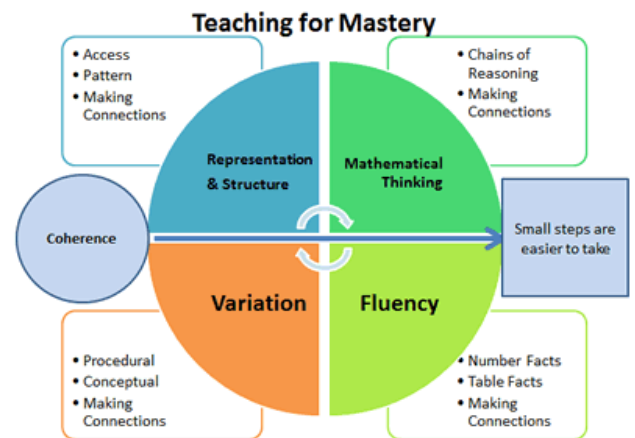 Teaching for Mastery
• Access
• Pattern
• Making
Connections
• Chains of
Reasoning
• Making
Connections
Representation
& Structure
Mathematical
Thinking
Coherence
Small steps are
easier to take
Variation
Fluency
• Procedural
• Conceptual
• Making
Connections
• Number Facts
• Table Facts
• Making
Connections